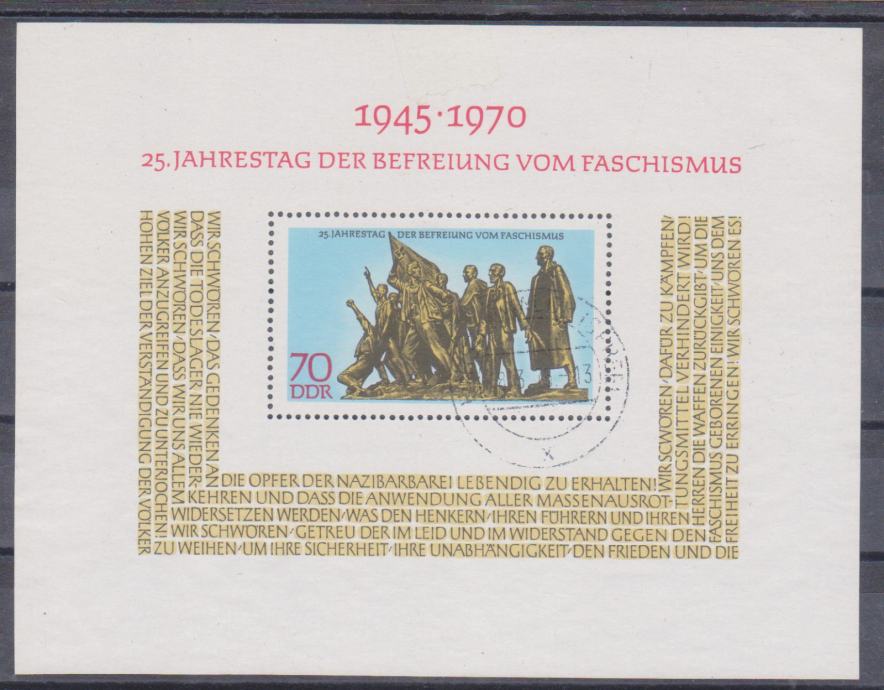 1945·1970
25. JAHRESTAG DER BEFREIUNG VOM FASCHISMUS
25. JAHRESTAG DER BEFREIUNG VOM FASCHISMUS
70
DDR
13
x
WIR SCHWÖREN, DAS GEDENKEN AN
DIE OPFER DER NAZIBARBAREI LEBENDIG ZU ERHALTEN!
WIR SCHWÖREN, DAFÜR ZU KÄMPFEN,
DASS DIE TODESLAGER NIE WIEDER-
KEHREN UND DASS DIE ANWENDUNG ALLER MASSENAUSROT-
TUNGSMITTEL VERHINDERT WIRD!
WIR SCHWÖREN, DASS WIR UNS ALLEM
WIDERSETZEN WERDEN, WAS DEN HENKERN, IHREN FÜHRERN UND IHREN
HERREN DIE WAFFEN ZURÜCKGIBT, UM DIE
VÖLKER ANZUGREIFEN UND ZU UNTERJOCHEN!
WIR SCHWÖREN, GETREU DER IM LEID UND IM WIDERSTAND GEGEN DEN
FASCHISMUS GEBORENEN EINIGKEIT, UNS DEM
HOHEN ZIEL DER VERSTÄNDIGUNG DER VÖLKER
ZU WEIHEN, UM IHRE SICHERHEIT, IHRE UNABHÄNGIGKEIT, DEN FRIEDEN UND DIE
FREIHEIT ZU ERRINGEN! WIR SCHWÖREN ES!